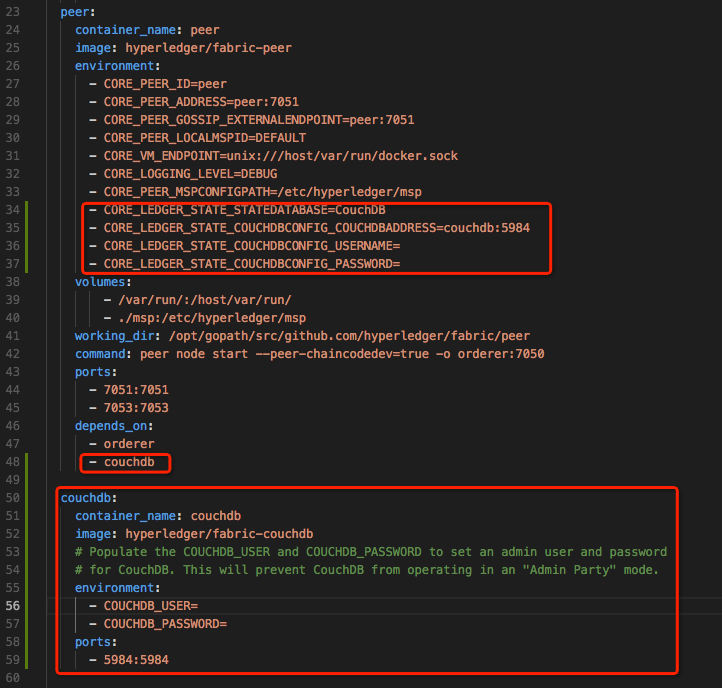 23 peer:
24 container_name: peer
25 image: hyperledger/fabric-peer
26 environment:
27 - CORE_PEER_ID=peer
28 - CORE_PEER_ADDRESS=peer:7051
29 - CORE_PEER_GOSSIP_EXTERNALENDPOINT=peer:7051
30 - CORE_PEER_LOCALMSPID=DEFAULT
31 - CORE_VM_ENDPOINT=unix:///host/var/run/docker.sock
32 - CORE_LOGGING_LEVEL=DEBUG
33 - CORE_PEER_MSPCONFIGPATH=/etc/hyperledger/msp
34 - CORE_LEDGER_STATE_STATEDATABASE=CouchDB
35 - CORE_LEDGER_STATE_COUCHDBCONFIG_COUCHDBADDRESS=couchdb:5984
36 - CORE_LEDGER_STATE_COUCHDBCONFIG_USERNAME=
37 - CORE_LEDGER_STATE_COUCHDBCONFIG_PASSWORD=
38 volumes:
39 - /var/run/:/host/var/run/
40 - ./msp:/etc/hyperledger/msp
41 working_dir: /opt/gopath/src/github.com/hyperledger/fabric/peer
42 command: peer node start --peer-chaincodedev=true -o orderer:7050
43 ports:
44 - 7051:7051
45 - 7053:7053
46 depends_on:
47 - orderer
48 - couchdb
49
50 couchdb:
51 container_name: couchdb
52 image: hyperledger/fabric-couchdb
53 # Populate the COUCHDB_USER and COUCHDB_PASSWORD to set an admin user and password
54 # for CouchDB. This will prevent CouchDB from operating in an "Admin Party" mode.
55 environment:
56 - COUCHDB_USER=
57 - COUCHDB_PASSWORD=
58 ports:
59 - 5984:5984
60